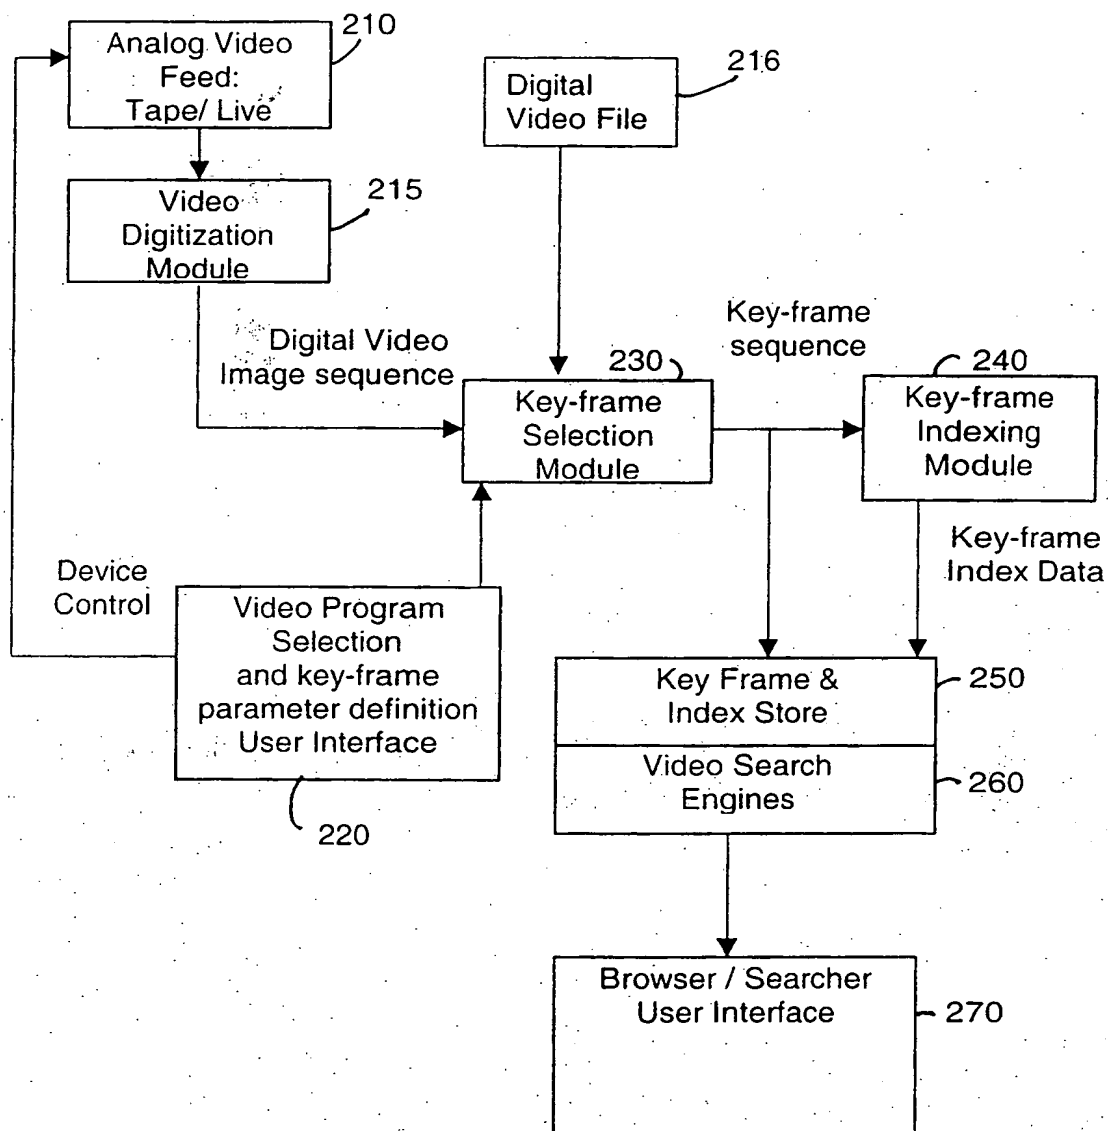 Analog Video
Feed:
Tape/ Live
210
Digital
Video File
216
Video
Digitization
Module
215
Digital Video
Image sequence
Key-frame
sequence
230
Key-frame
Selection
Module
240
Key-frame
Indexing
Module
Key-frame
Index Data
Device
Control
Video Program
Selection
and key-frame
parameter definition
User Interface
220
Key Frame &
Index Store
250
Video Search
Engines
260
Browser / Searcher
User Interface
270